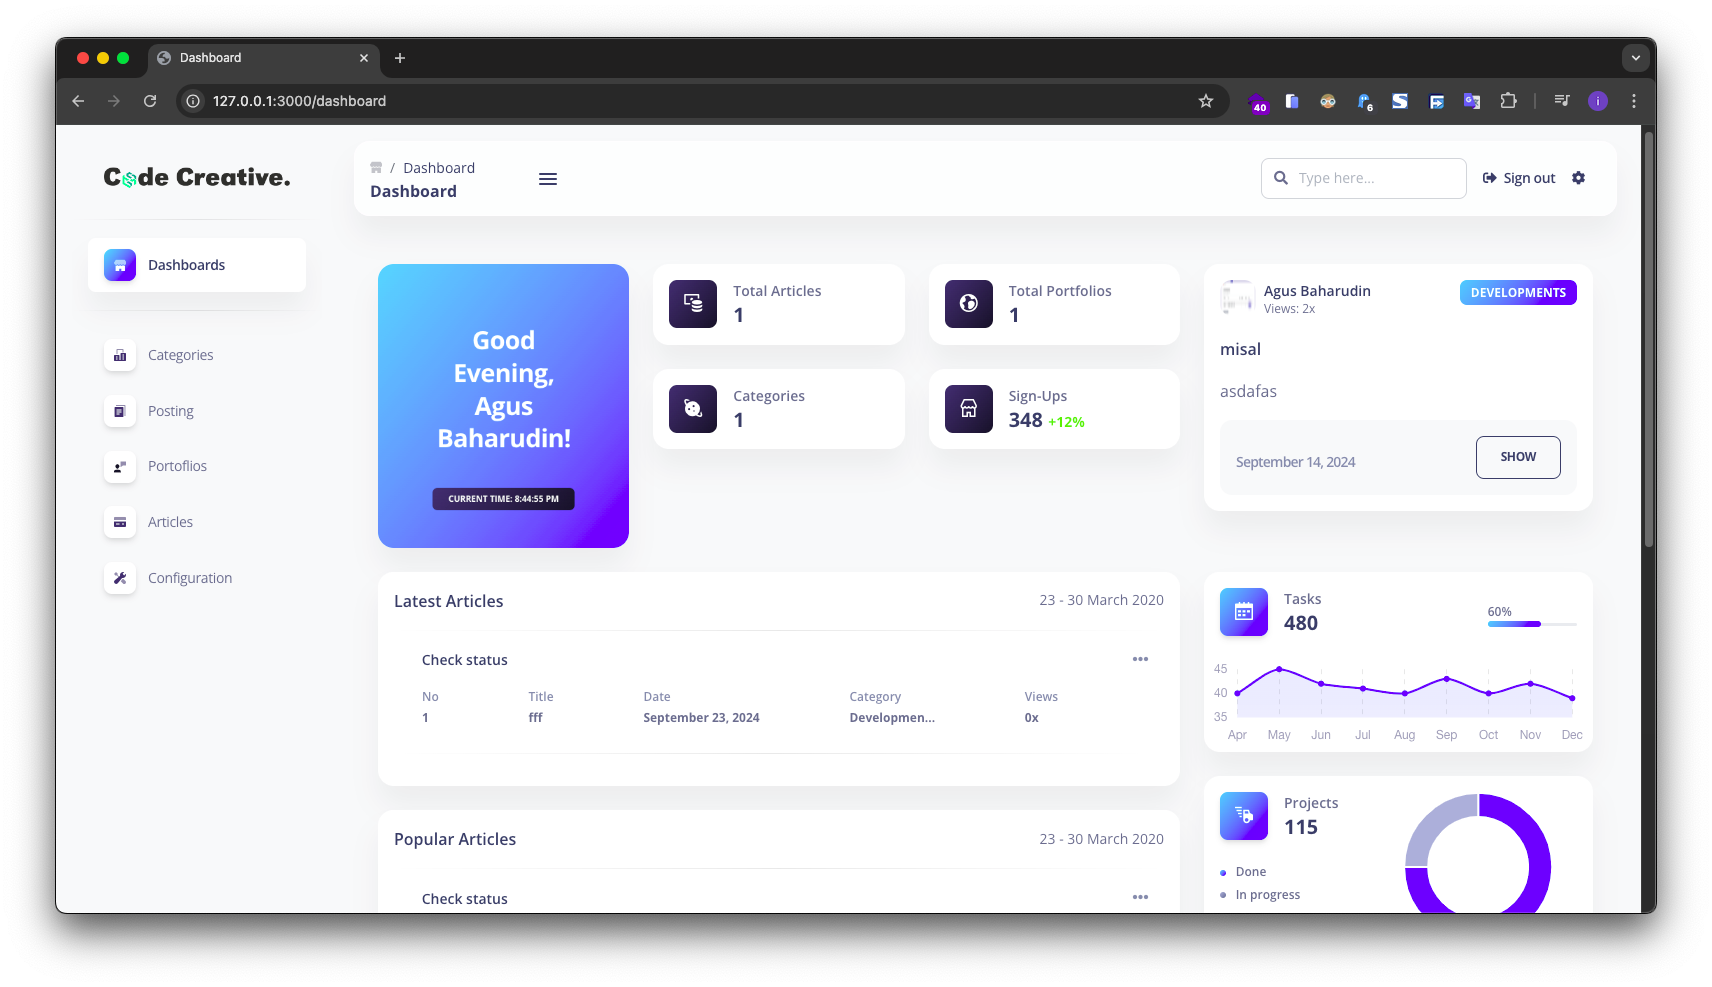 Dashboard
127.0.0.1:3000/dashboard
40
6
i
Code Creative.
/ Dashboard
Dashboard
Type here...
Sign out
Dashboards
Categories
Posting
Portoflios
Articles
Configuration
Good
Evening,
Agus
Baharudin!
CURRENT TIME: 8:44:55 PM
Total Articles
1
Total Portfolios
1
Categories
1
Sign-Ups
348 +12%
Agus Baharudin
Views: 2x
DEVELOPMENTS
misal
asdafas
September 14, 2024
SHOW
Latest Articles
23 - 30 March 2020
Check status
No Title Date Category Views
1 fff September 23, 2024 Developmen... 0x
Popular Articles
23 - 30 March 2020
Check status
Tasks
480
60%
45
40
35
Apr May Jun Jul Aug Sep Oct Nov Dec
Projects
115
Done
In progress